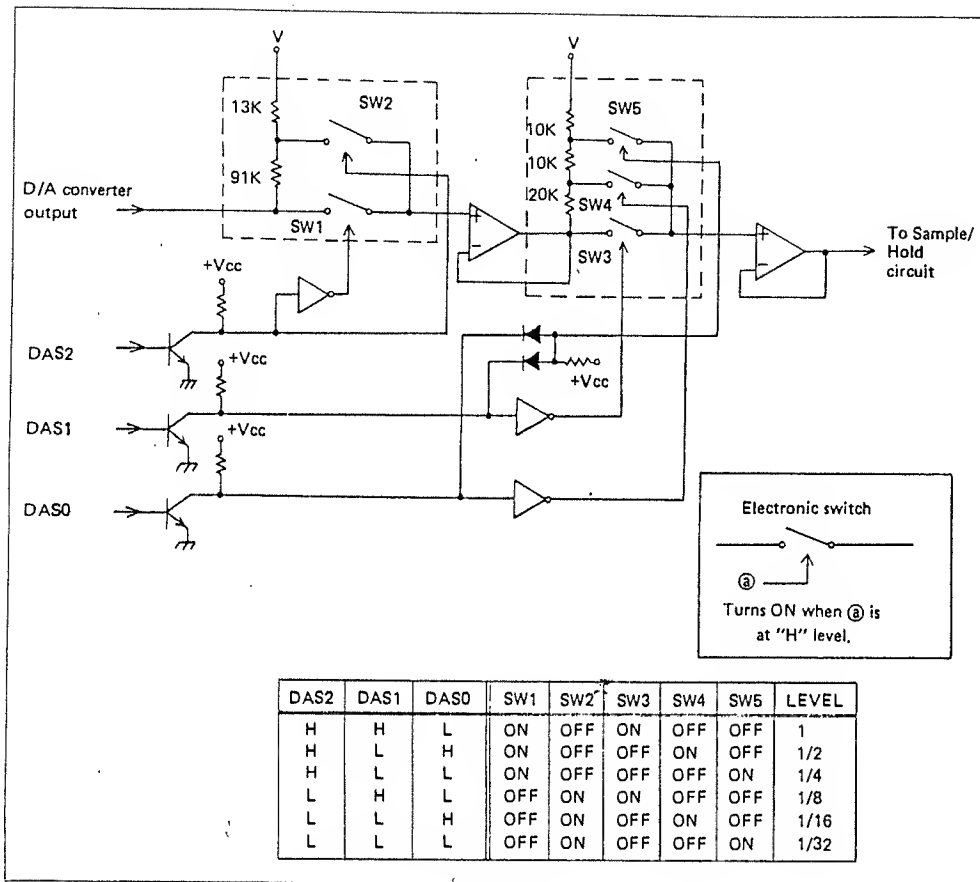 V
V
13K
SW2
SW5
10K
10K
91K
D/A converter
output
20K
SW4
SW1
SW3
To Sample/
Hold
circuit
+Vcc
DAS2
+Vcc
+Vcc
DAS1
+Vcc
DAS0
Electronic switch
ⓐ
Turns ON when ⓐ is
at "H" level.
DAS2 DAS1 DAS0 SW1 SW2 SW3 SW4 SW5 LEVEL
H H L ON OFF ON OFF OFF 1
H L H ON OFF OFF ON OFF 1/2
H L L ON OFF OFF OFF ON 1/4
L H L OFF ON ON OFF OFF 1/8
L L H OFF ON OFF ON OFF 1/16
L L L OFF ON OFF OFF ON 1/32